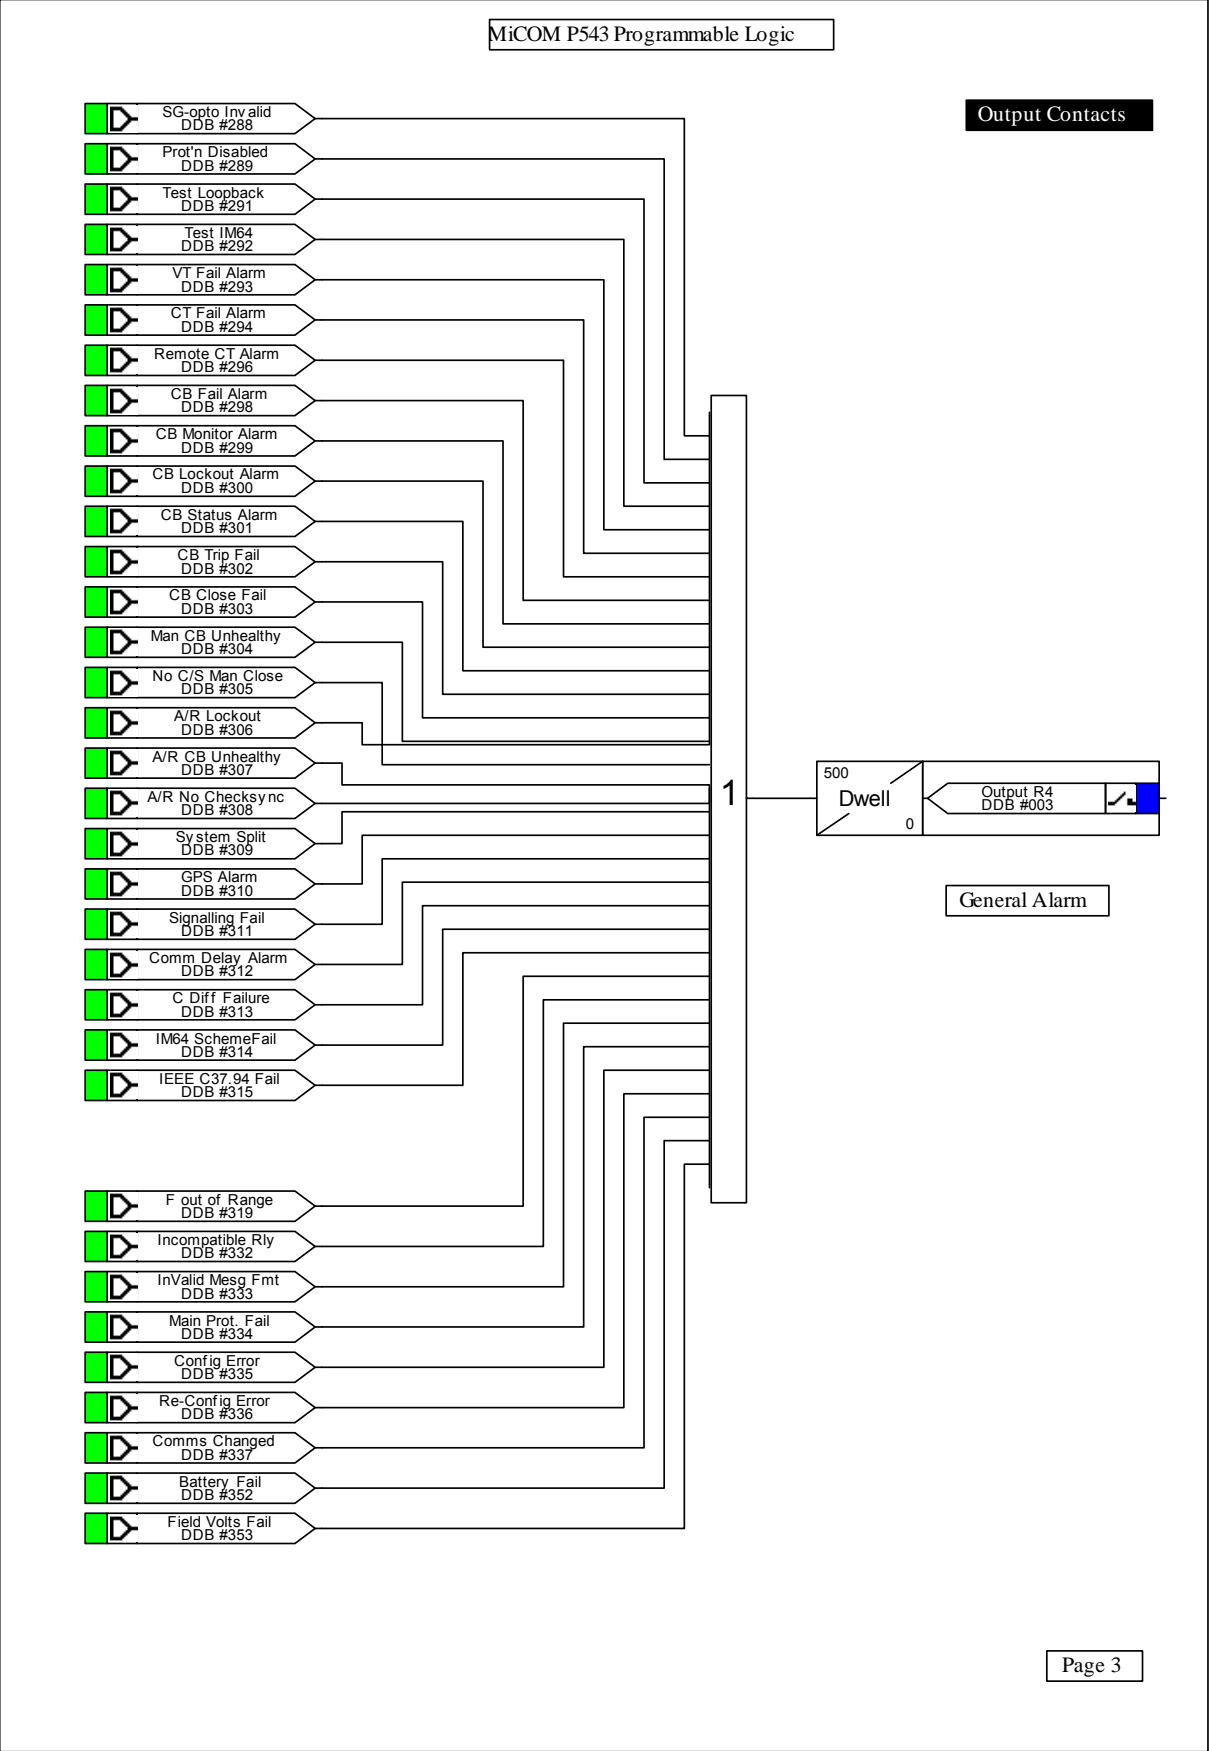 MiCOM P543 Programmable Logic
Output Contacts
SG-opto Invalid
DDB #288
Prot'n Disabled
DDB #289
Test Loopback
DDB #291
Test IM64
DDB #292
VT Fail Alarm
DDB #293
CT Fail Alarm
DDB #294
Remote CT Alarm
DDB #296
CB Fail Alarm
DDB #298
CB Monitor Alarm
DDB #299
CB Lockout Alarm
DDB #300
CB Status Alarm
DDB #301
CB Trip Fail
DDB #302
CB Close Fail
DDB #303
Man CB Unhealthy
DDB #304
No C/S Man Close
DDB #305
A/R Lockout
DDB #306
A/R CB Unhealthy
DDB #307
A/R No Checksync
DDB #308
System Split
DDB #309
GPS Alarm
DDB #310
Signalling Fail
DDB #311
Comm Delay Alarm
DDB #312
C Diff Failure
DDB #313
IM64 SchemeFail
DDB #314
IEEE C37.94 Fail
DDB #315
F out of Range
DDB #319
Incompatible Rly
DDB #332
InValid Mesg Fmt
DDB #333
Main Prot. Fail
DDB #334
Config Error
DDB #335
Re-Config Error
DDB #336
Comms Changed
DDB #337
Battery Fail
DDB #352
Field Volts Fail
DDB #353
1
500
Dwell
0
Output R4
DDB #003
General Alarm
Page 3